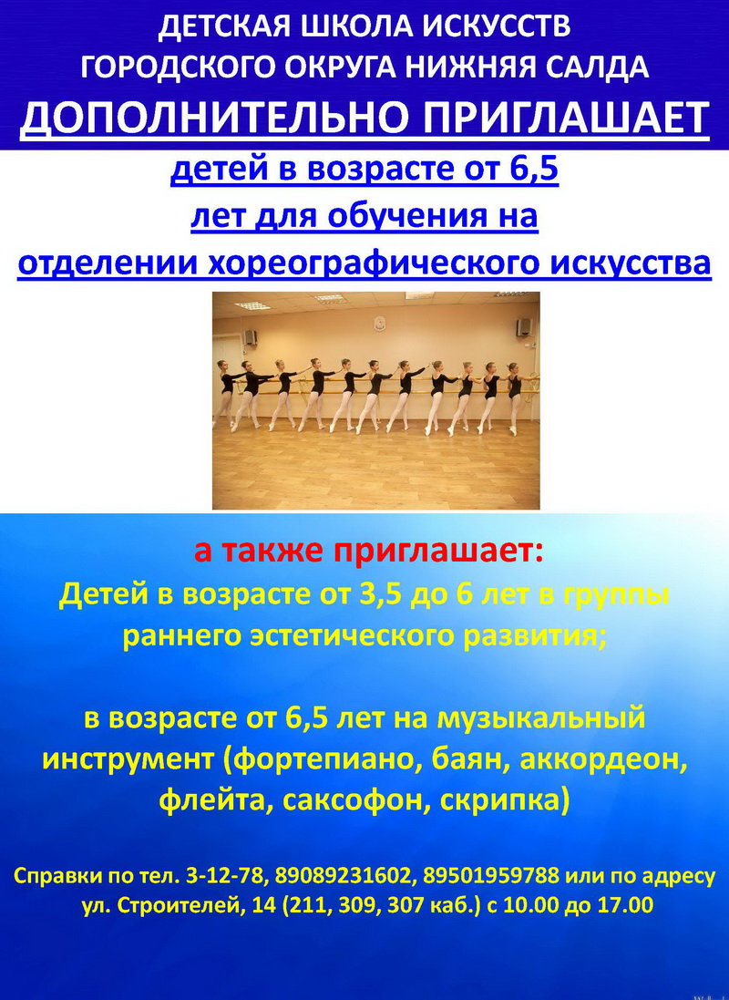 ДЕТСКАЯ ШКОЛА ИСКУССТВ
ГОРОДСКОГО ОКРУГА НИЖНЯЯ САЛДА
ДОПОЛНИТЕЛЬНО ПРИГЛАШАЕТ
детей в возрасте от 6,5
лет для обучения на
отделении хореографического искусства
а также приглашает:
Детей в возрасте от 3,5 до 6 лет в группы
раннего эстетического развития;
в возрасте от 6,5 лет на музыкальный
инструмент (фортепиано, баян, аккордеон,
флейта, саксофон, скрипка)
Справки по тел. 3-12-78, 89089231602, 89501959788 или по адресу
ул. Строителей, 14 (211, 309, 307 каб.) с 10.00 до 17.00